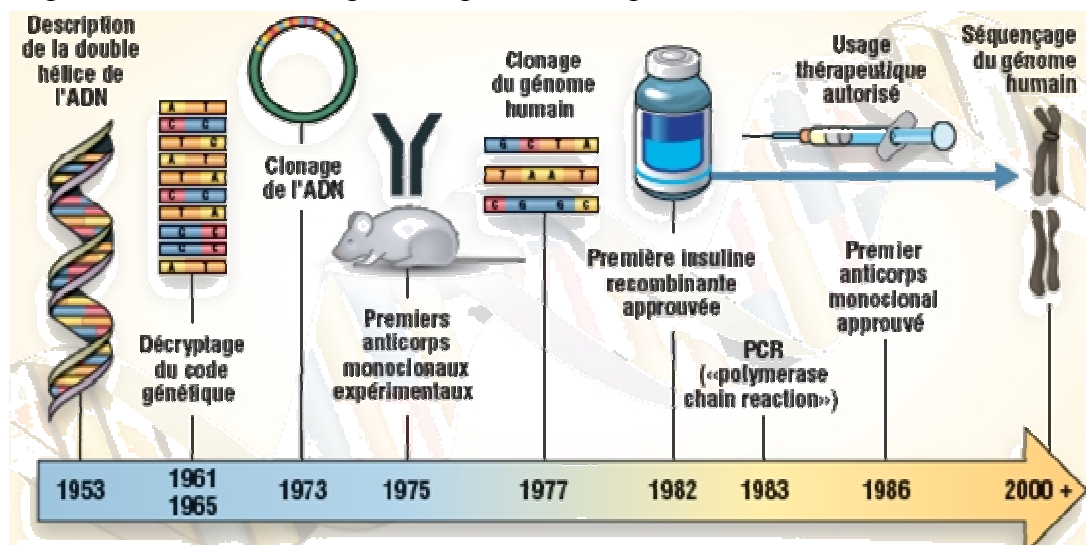 Description
de la double
hélice de
l'ADN
A T
C G
T C
A T
T A
C G
T A
C C
C C
A T
Décryptage
du code
génétique
Clonage
de l'ADN
Premiers
anticorps
monoclonaux
expérimentaux
Clonage
du génome
humain
G C T A
T A A T
C G G C
Première insuline
recombinante
approuvée
Usage
thérapeutique
autorisé
PCR
(«polymerase
chain reaction»)
Premier
anticorps
monoclonal
approuvé
Séquençage
du génome
humain
1953
1961
1965
1973
1975
1977
1982
1983
1986
2000 +